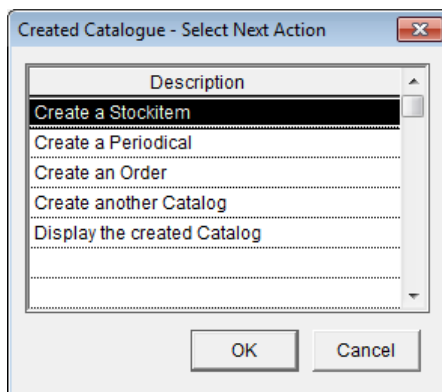 Created Catalogue - Select Next Action
Description
Create a Stockitem
Create a Periodical
Create an Order
Create another Catalog
Display the created Catalog
OK
Cancel